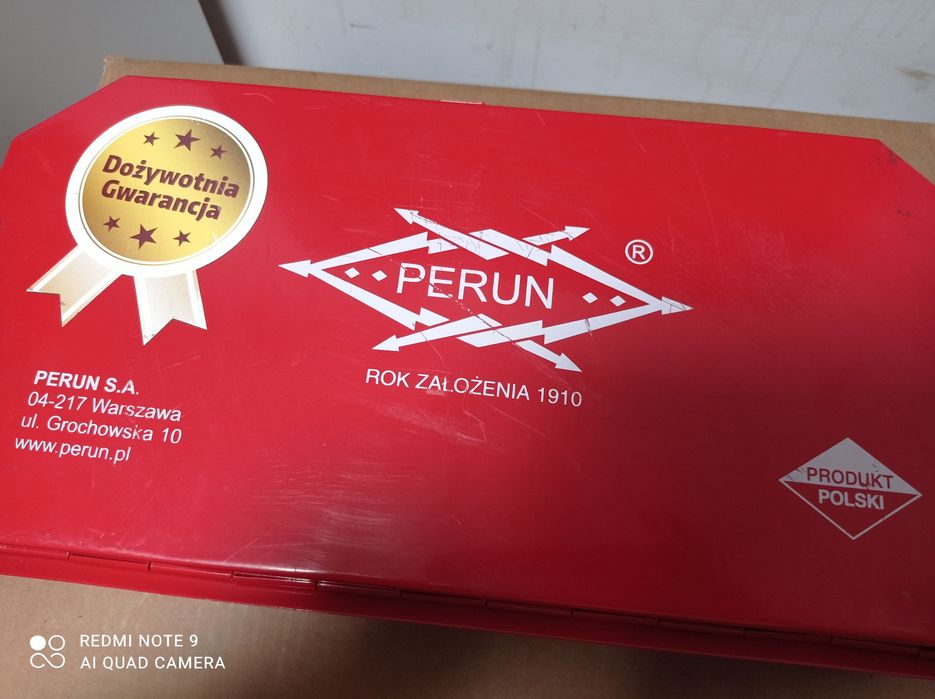 Dożywotnia
Gwarancja
PERUN
®
ROK ZAŁOŻENIA 1910
PERUN S.A.
04-217 Warszawa
ul. Grochowska 10
www.perun.pl
PRODUKT
POLSKI
REDMI NOTE 9
AI QUAD CAMERA